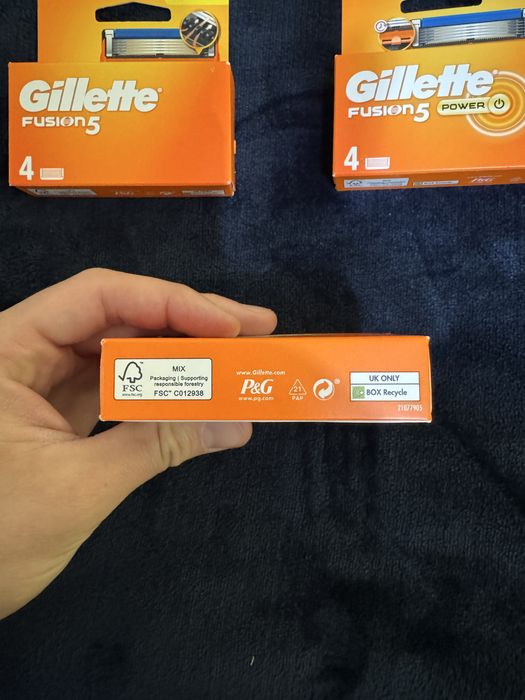 Gillette
FUSION5
4
Gillette
FUSION5
POWER
4
P&G
P&G
FSC
www.fsc.org
MIX
Packaging | Supporting
responsible forestry
FSC™ C012938
www.Gillette.com
P&G
www.pg.com
21
PAP
UK ONLY
BOX Recycle
21077905